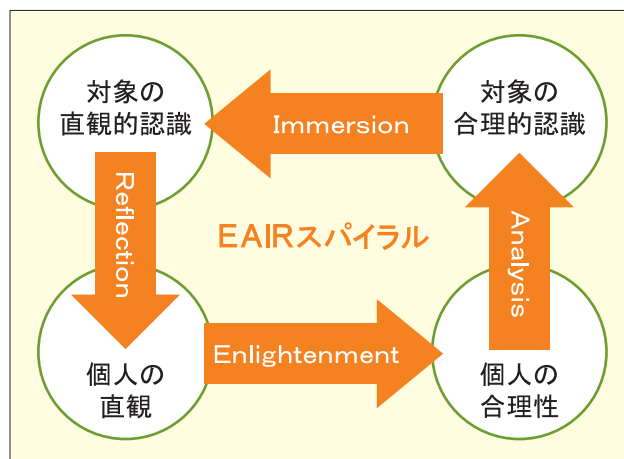 対象の
直観的認識
Immersion
対象の
合理的認識
Reflection
EAIRスパイラル
Analysis
個人の
直観
Enlightenment
個人の
合理性